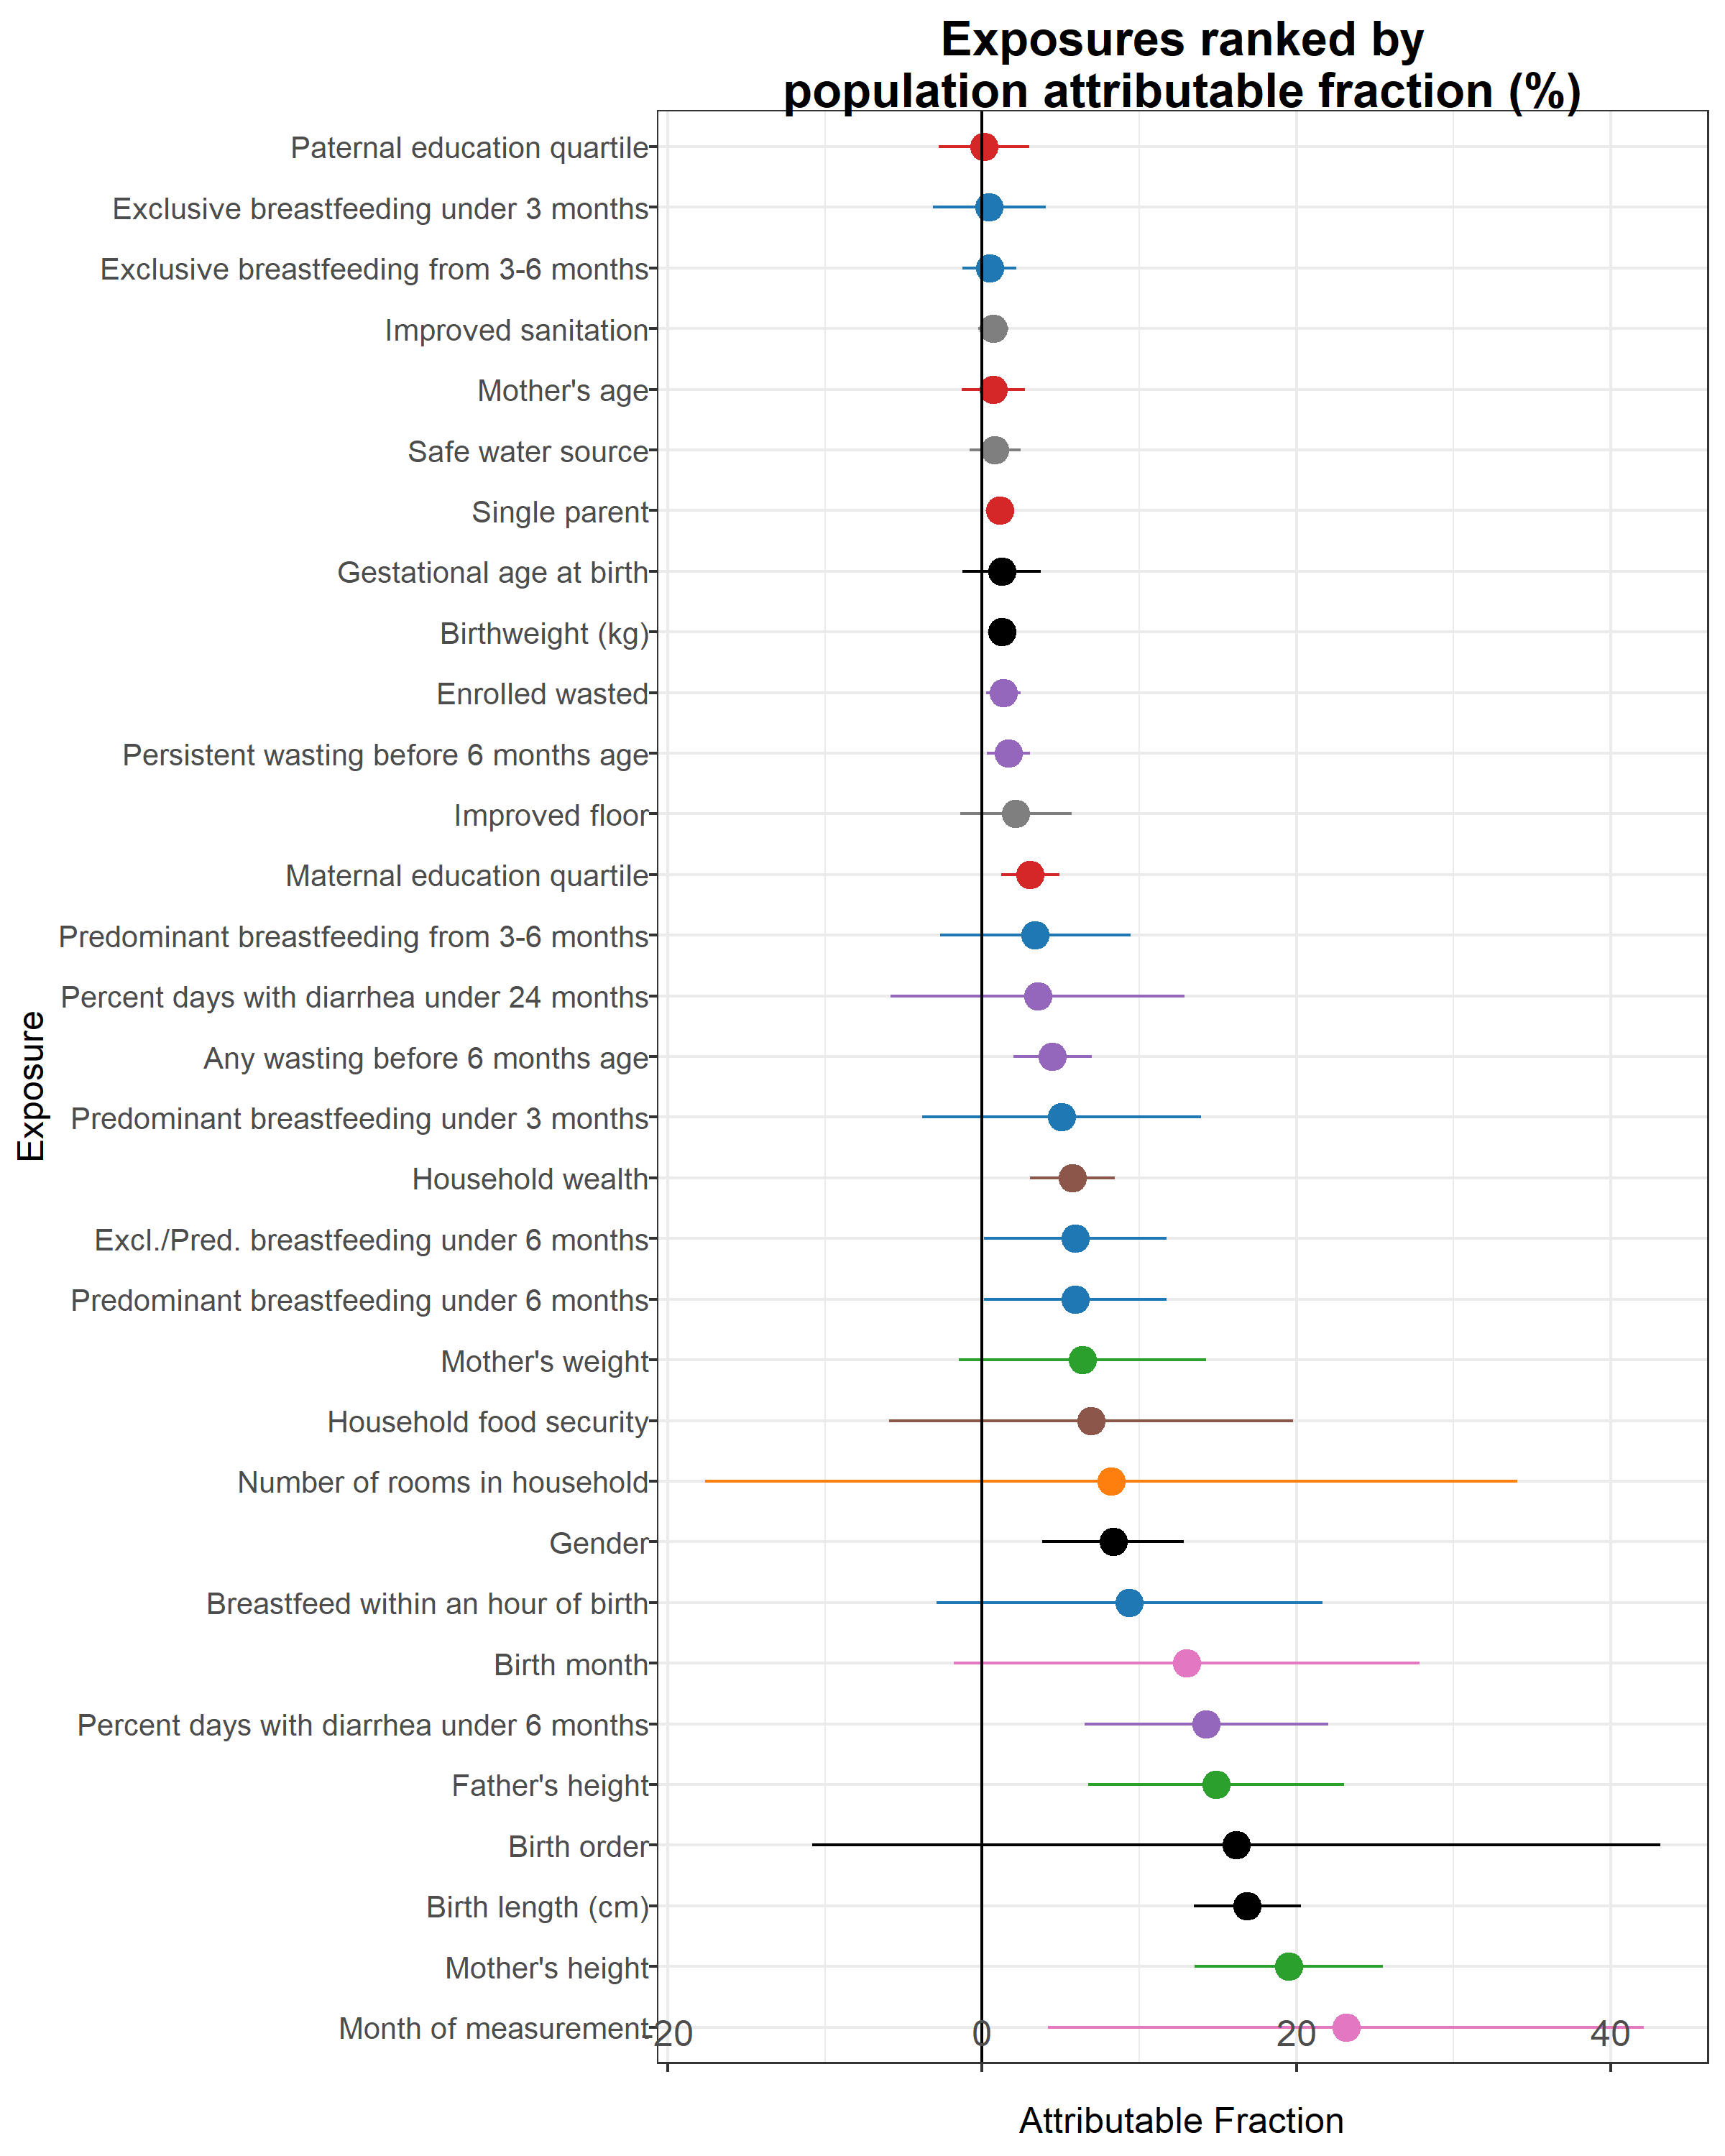 Exposures ranked by
population attributable fraction (%)
Paternal education quartile
Exclusive breastfeeding under 3 months
Exclusive breastfeeding from 3-6 months
Improved sanitation
Mother's age
Safe water source
Single parent
Gestational age at birth
Birthweight (kg)
Enrolled wasted
Persistent wasting before 6 months age
Improved floor
Maternal education quartile
Predominant breastfeeding from 3-6 months
Percent days with diarrhea under 24 months
Any wasting before 6 months age
Predominant breastfeeding under 3 months
Household wealth
Excl./Pred. breastfeeding under 6 months
Predominant breastfeeding under 6 months
Mother's weight
Household food security
Number of rooms in household
Gender
Breastfeed within an hour of birth
Birth month
Percent days with diarrhea under 6 months
Father's height
Birth order
Birth length (cm)
Mother's height
Month of measurement
Exposure
-20 0 20 40
Attributable Fraction